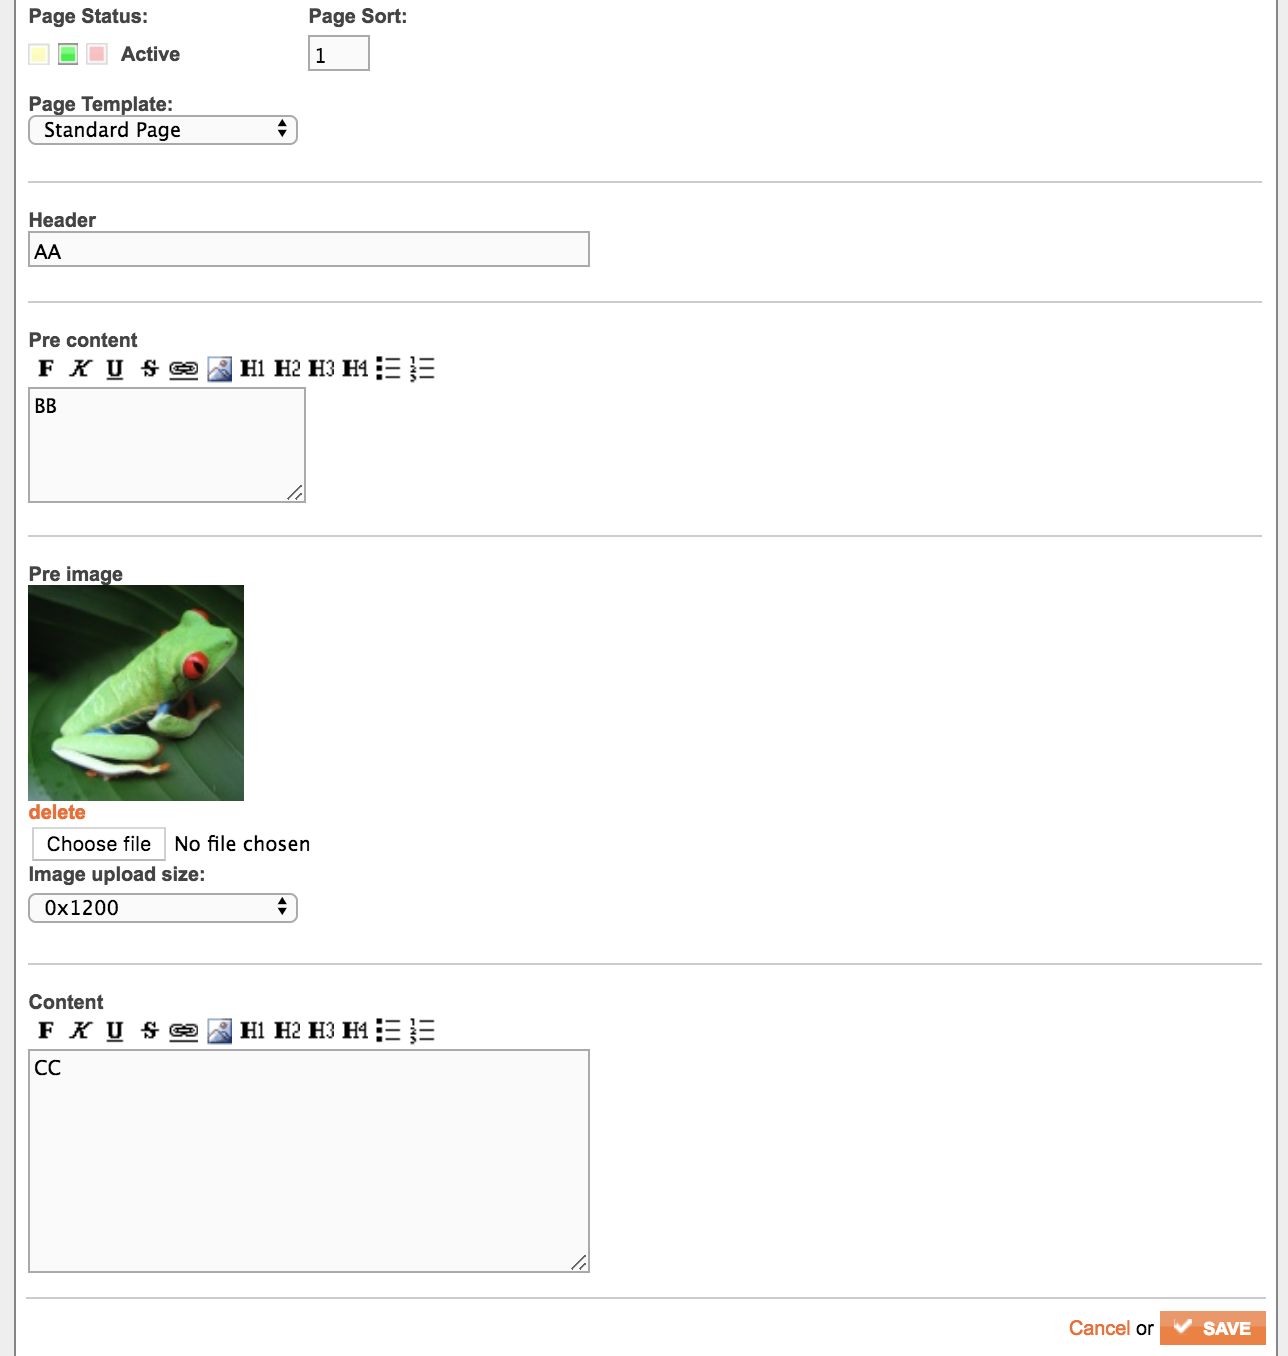 Page Status: Page Sort:
Active 1
Page Template:
Standard Page
Header
AA
Pre content
F K U S H1 H2 H3 H4
BB
Pre image
delete
Choose file No file chosen
Image upload size:
0x1200
Content
F K U S H1 H2 H3 H4
CC
Cancel or SAVE